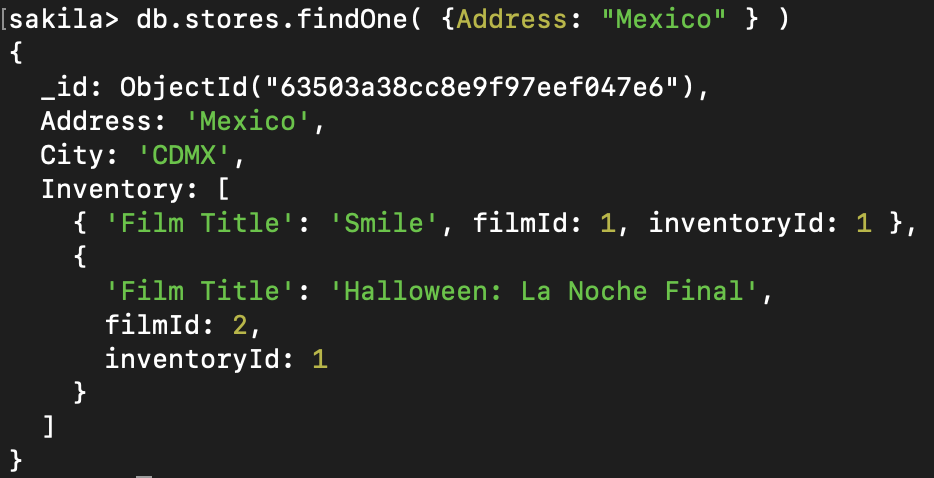 [sakila> db.stores.findOne( {Address: "Mexico" } )
{
  _id: ObjectId("63503a38cc8e9f97eef047e6"),
  Address: 'Mexico',
  City: 'CDMX',
  Inventory: [
    { 'Film Title': 'Smile', filmId: 1, inventoryId: 1 },
    {
      'Film Title': 'Halloween: La Noche Final',
      filmId: 2,
      inventoryId: 1
    }
  ]
}